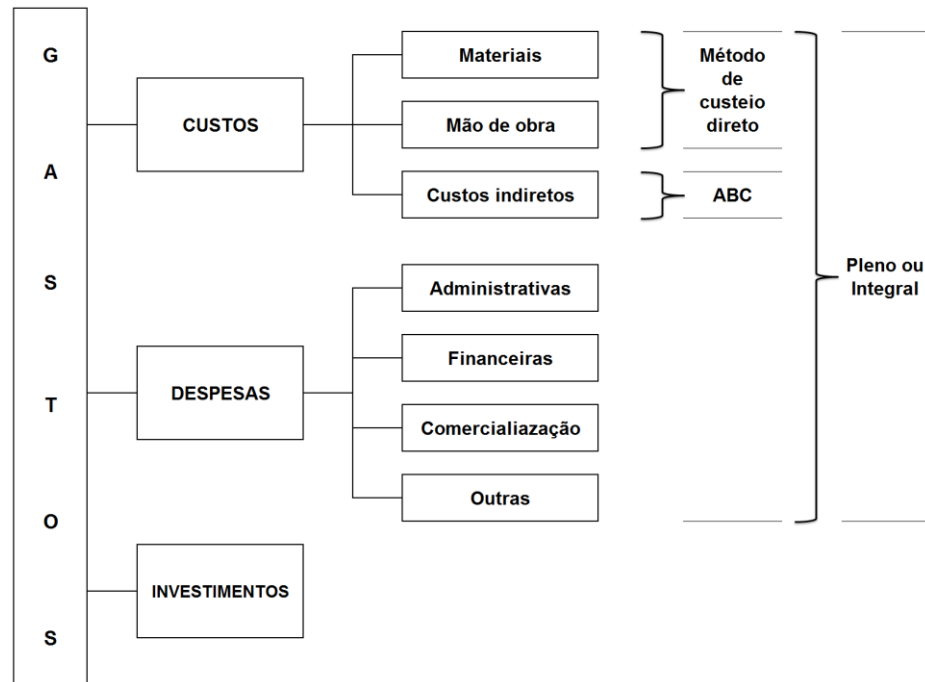 GASTOS
CUSTOS
Materiais
Mão de obra
Custos indiretos
Método
de
custeio
direto
ABC
Pleno ou
Integral
DESPESAS
Administrativas
Financeiras
Comercialiazação
Outras
INVESTIMENTOS